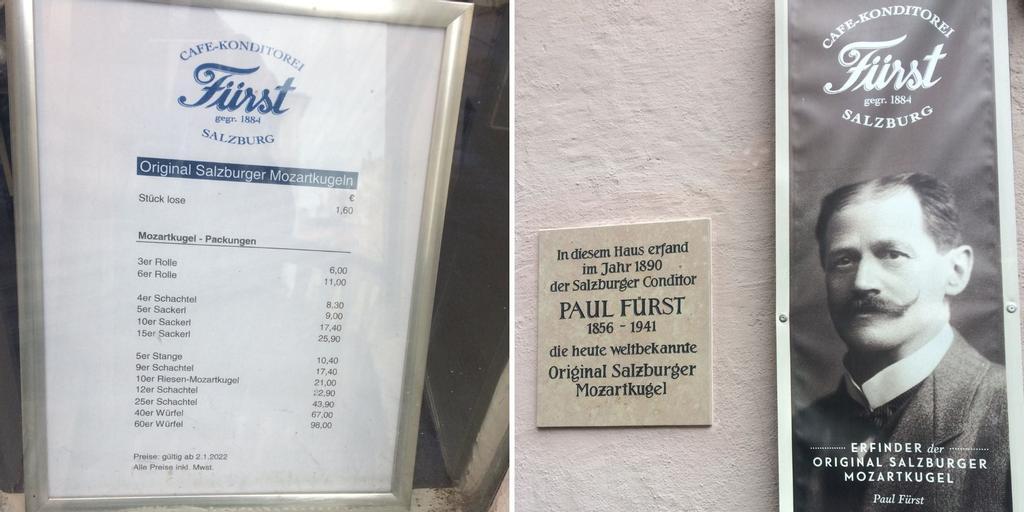 CAFE-KONDITOREI
Fürst
gegr. 1884
SALZBURG
Original Salzburger Mozartkugeln
€
Stück lose 1,60
Mozartkugel - Packungen
3er Rolle 6,00
6er Rolle 11,00
4er Schachtel 8,30
5er Sackerl 9,00
10er Sackerl 17,40
15er Sackerl 25,90
5er Stange 10,40
9er Schachtel 17,40
10er Riesen-Mozartkugel 21,00
12er Schachtel 22,90
25er Schachtel 43,90
40er Würfel 67,00
60er Würfel 98,00
Preise: gültig ab 2.1.2022
Alle Preise inkl. Mwst.
In diesem Haus erfand
im Jahr 1890
der Salzburger Conditor
PAUL FÜRST
1856 - 1941
die heute weltbekannte
Original Salzburger
Mozartkugel
CAFE-KONDITOREI
Fürst
gegr. 1884
SALZBURG
ERFINDER der
ORIGINAL SALZBURGER
MOZARTKUGEL
Paul Fürst